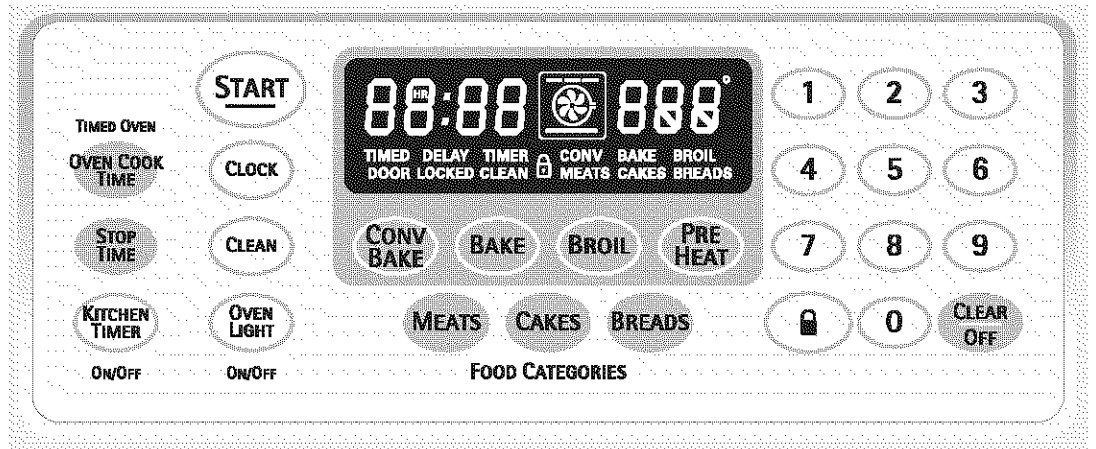 START
TIMED OVEN
OVEN COOK
TIME
CLOCK
STOP
TIME
CLEAN
KITCHEN
TIMER
OVEN
LIGHT
ON/OFF
ON/OFF
88:88 HR 888°
TIMED DELAY TIMER CONV BAKE BROIL
DOOR LOCKED CLEAN MEATS CAKES BREADS
CONV
BAKE
BAKE
BROIL
PRE
HEAT
MEATS
CAKES
BREADS
FOOD CATEGORIES
1 2 3
4 5 6
7 8 9
0
CLEAR
OFF